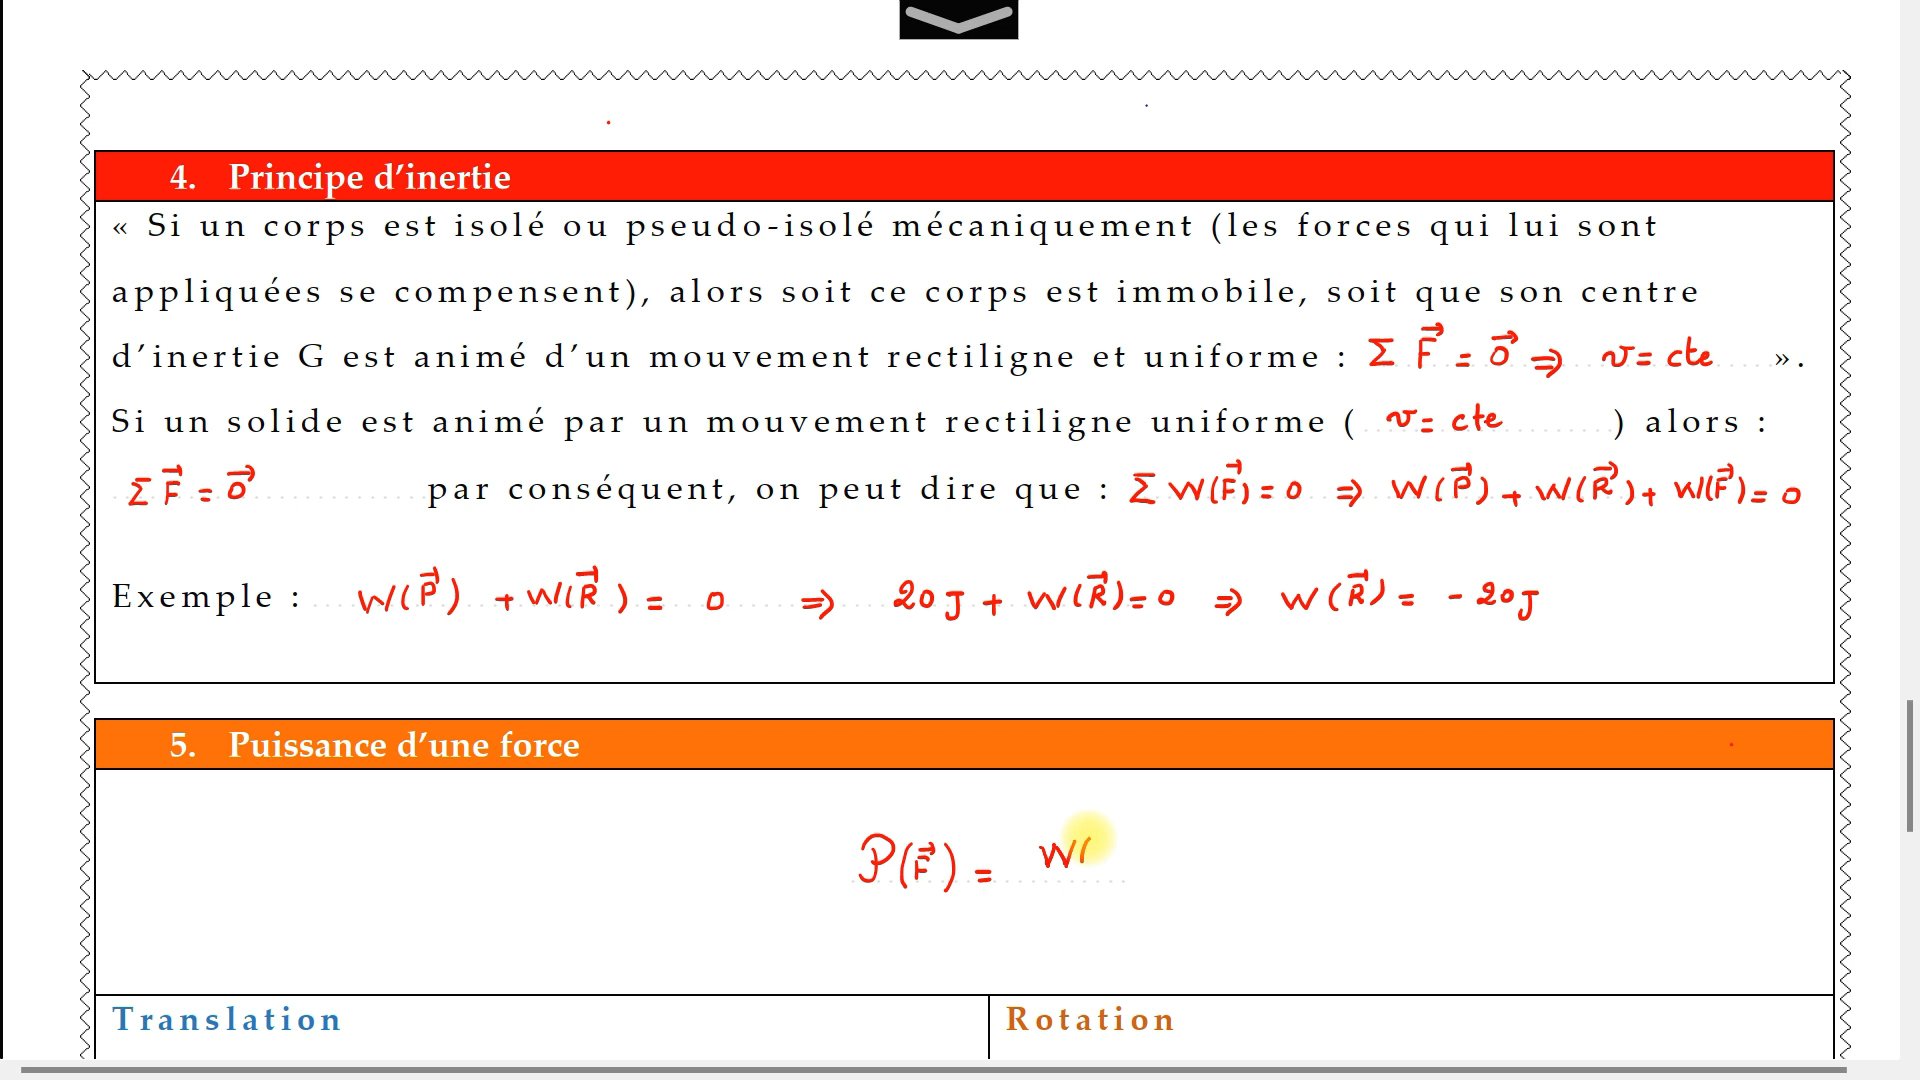 4. Principe d’inertie
« Si un corps est isolé ou pseudo-isolé mécaniquement (les forces qui lui sont
appliquées se compensent), alors soit ce corps est immobile, soit que son centre
d’inertie G est animé d’un mouvement rectiligne et uniforme : Σ F⃗ = 0⃗ ⇒ v = cte ».
Si un solide est animé par un mouvement rectiligne uniforme ( v = cte ) alors :
Σ F⃗ = 0⃗ par conséquent, on peut dire que : Σ W(F⃗) = 0 ⇒ W(P⃗) + W(R⃗) + W(F⃗) = 0
Exemple : W(P⃗) + W(R⃗) = 0 ⇒ 20 J + W(R⃗) = 0 ⇒ W(R⃗) = - 20 J
5. Puissance d’une force
P(F⃗) = W(
Translation
Rotation